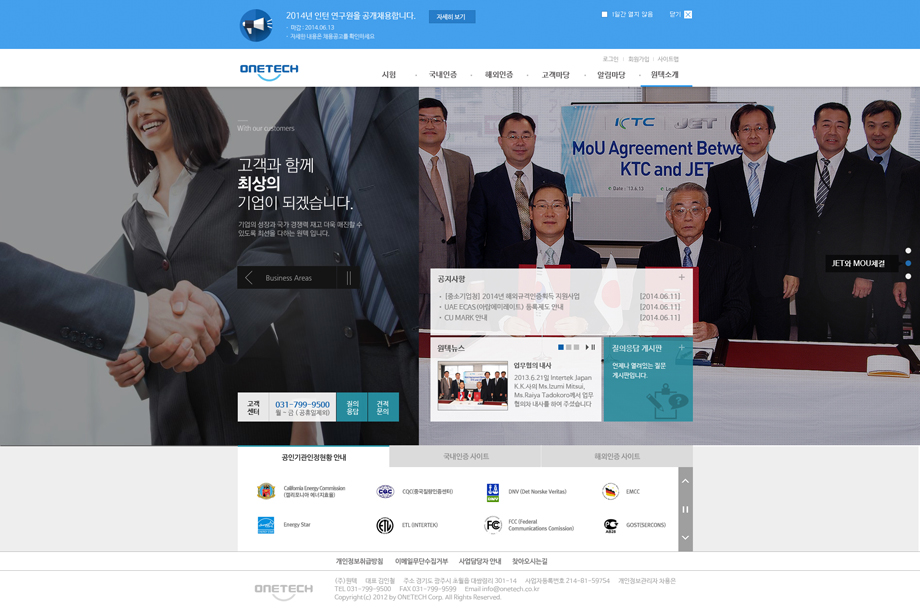 2014년 인턴 연구원을 공개채용합니다.
자세히 보기
- 마감 : 2014.06.13
- 자세한 내용은 채용공고를 확인하세요
1일간 열지 않음
닫기
로그인 | 회원가입 | 사이트맵
ONETECH
시험 국내인증 해외인증 고객마당 알림마당 원텍소개
With our customers
고객과 함께
최상의
기업이 되겠습니다.
기업의 성장과 국가 경쟁력 재고 더욱 매진할 수
있도록 최선을 다하는 원텍 입니다.
Business Areas
고객
센터
031-799-9500
월 - 금 ( 공휴일제외)
질의
응답
견적
문의
KTC JET
MoU Agreement Betwe
KTC and JET
Date : 13.6.13
JET와 MOU체결
공지사항
· [중소기업청] 2014년 해외규격인증획득 지원사업 [2014.06.11]
· UAE ECAS(아랍에미레이트) 등록제도 안내 [2014.06.11]
· CU MARK 안내 [2014.06.11]
원텍뉴스
업무협의 내사
2013.6.21일 Intertek Japan
K.K.사의 Ms.Izumi Mitsui,
Ms.Raiya Tadokoro께서 업무
협의차 내사를 하여 주셨습니다
질의응답 게시판
언제나 열려있는 질문
게시판입니다.
공인기관인정현황 안내
국내인증 사이트
해외인증 사이트
California Energy Commission
(캘리포니아 에너지효율)
CQC(중국질량인증센터)
DNV (Det Norske Veritas)
EMCC
Energy Star
ETL (INTERTEK)
FCC (Federal
Communications Comission)
GOST(SERCONS)
개인정보취급방침 이메일무단수집거부 사업담당자 안내 찾아오시는길
ONETECH
(주)원텍 대표 김민철 주소 경기도 광주시 초월읍 대쌍령리 301-14 사업자등록번호 214-81-59754 개인정보관리자 차용은
TEL 031-799-9500 FAX 031-799-9599 Email info@onetech.co.kr
Copyright(c) 2012 by ONETECH Corp. All Rights Reserved.